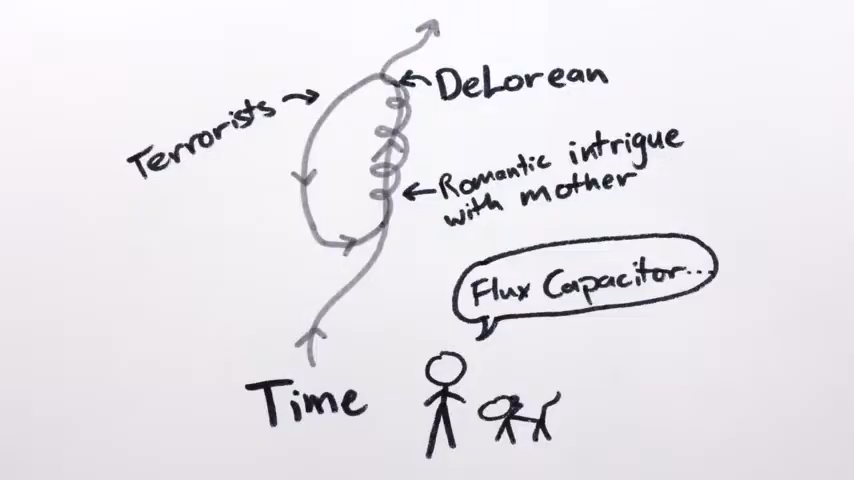 DeLorean
Terrorists
Romantic intrigue
with mother
Flux Capacitor...
Time